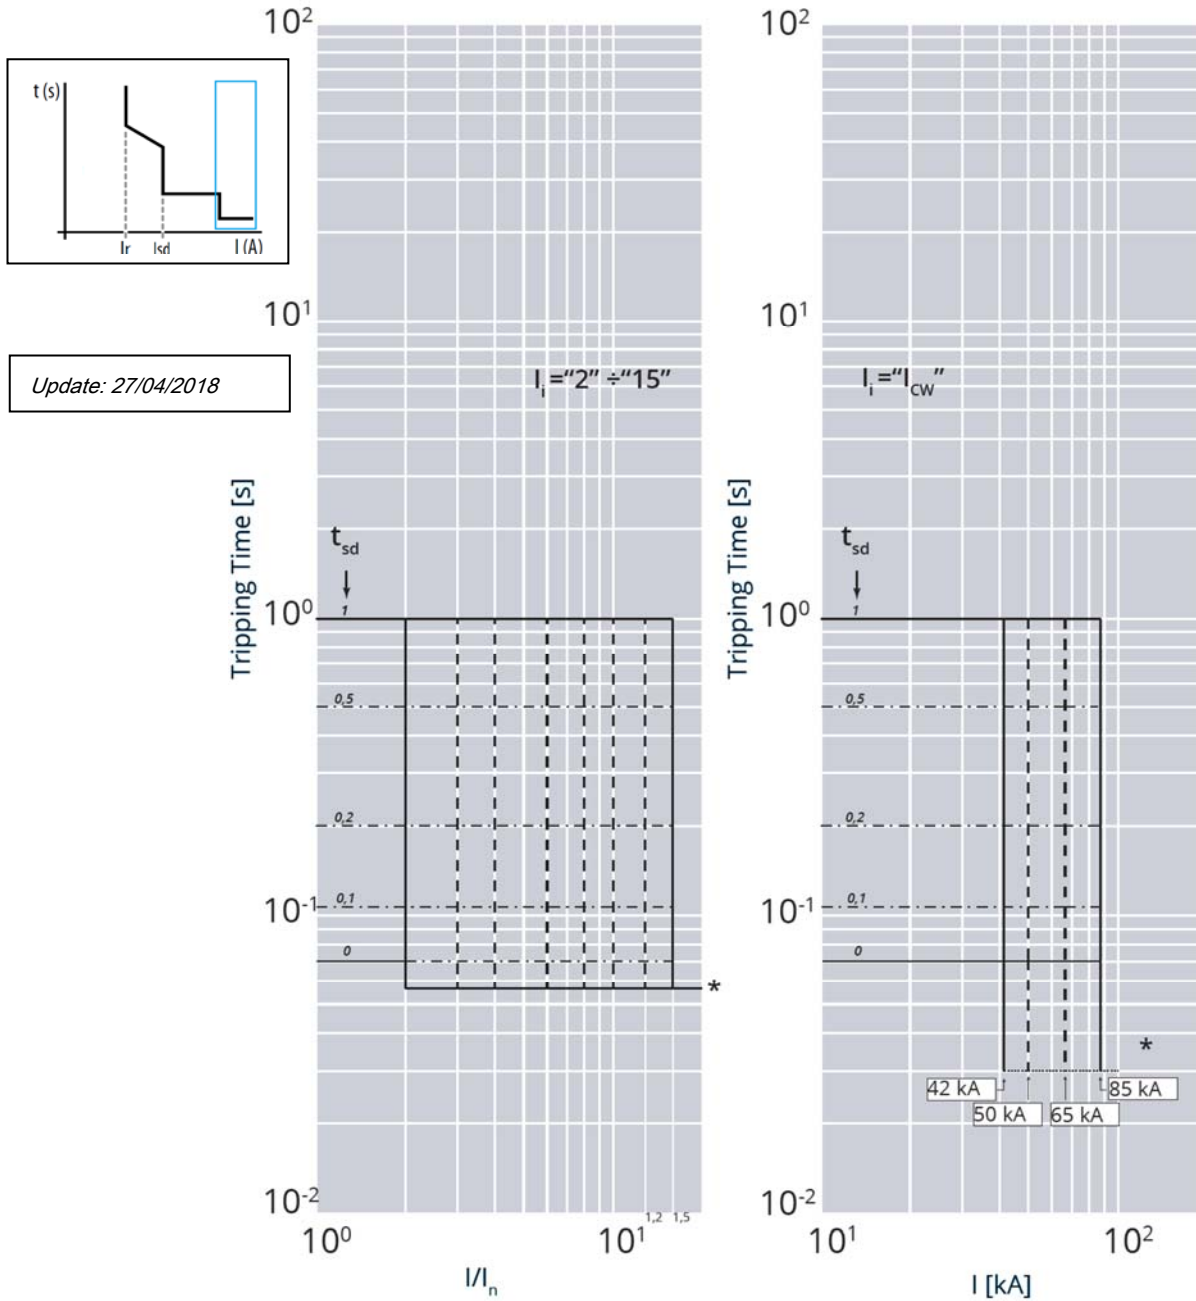 t (s)
Ir Isd I (A)
Update: 27/04/2018
10²
10¹
10⁰
10⁻¹
10⁻²
Tripping Time [s]
Iᵢ =“2” ÷“15”
tsd
1
0,5
0,2
0,1
0
*
1,2 1,5
10⁰ 10¹
I/Iₙ
10²
10¹
10⁰
10⁻¹
10⁻²
Tripping Time [s]
Iᵢ =“ICW”
tsd
1
0,5
0,2
0,1
0
*
42 kA 85 kA
50 kA 65 kA
10¹ 10²
I [kA]